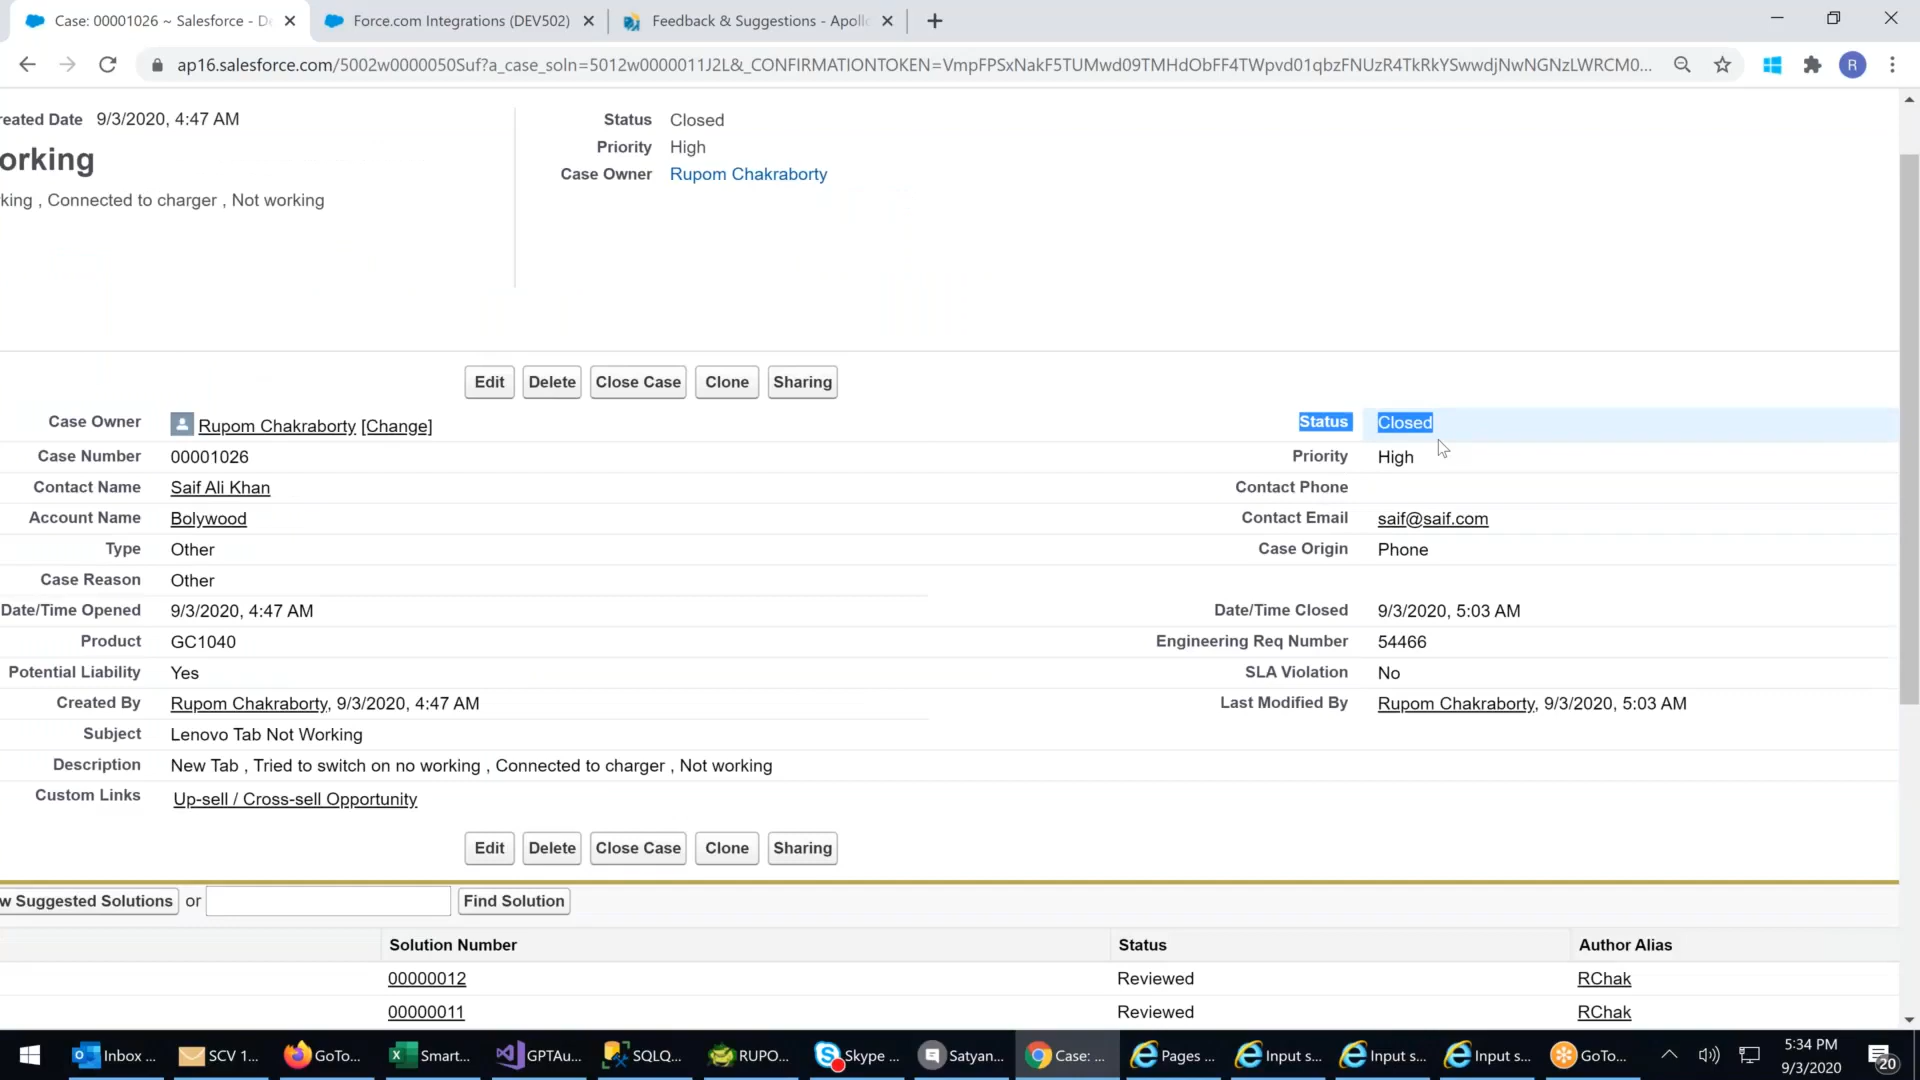 Case: 00001026 ~ Salesforce - De
Force.com Integrations (DEV502)
Feedback & Suggestions - Apoll
ap16.salesforce.com/5002w0000050Suf?a_case_soln=5012w0000011J2L&_CONFIRMATIONTOKEN=VmpFPSxNakF5TUMwd09TMHdObFF4TWpvd01qbzFNUzR4TkRkYSwwdjNwNGNzLWRCM0...
R
reated Date 9/3/2020, 4:47 AM
Status Closed
orking
Priority High
Case Owner Rupom Chakraborty
king , Connected to charger , Not working
Edit Delete Close Case Clone Sharing
Case Owner Rupom Chakraborty [Change] Status Closed
Case Number 00001026 Priority High
Contact Name Saif Ali Khan Contact Phone
Account Name Bolywood Contact Email saif@saif.com
Type Other Case Origin Phone
Case Reason Other
Date/Time Opened 9/3/2020, 4:47 AM Date/Time Closed 9/3/2020, 5:03 AM
Product GC1040 Engineering Req Number 54466
Potential Liability Yes SLA Violation No
Created By Rupom Chakraborty, 9/3/2020, 4:47 AM Last Modified By Rupom Chakraborty, 9/3/2020, 5:03 AM
Subject Lenovo Tab Not Working
Description New Tab , Tried to switch on no working , Connected to charger , Not working
Custom Links Up-sell / Cross-sell Opportunity
Edit Delete Close Case Clone Sharing
w Suggested Solutions or Find Solution
Solution Number Status Author Alias
00000012 Reviewed RChak
00000011 Reviewed RChak
Inbox ... SCV 1... GoTo... Smart... GPTAu... SQLQ... RUPO... Skype ... Satyan... Case: ... Pages ... Input s... Input s... Input s... GoTo... 5:34 PM
9/3/2020 20